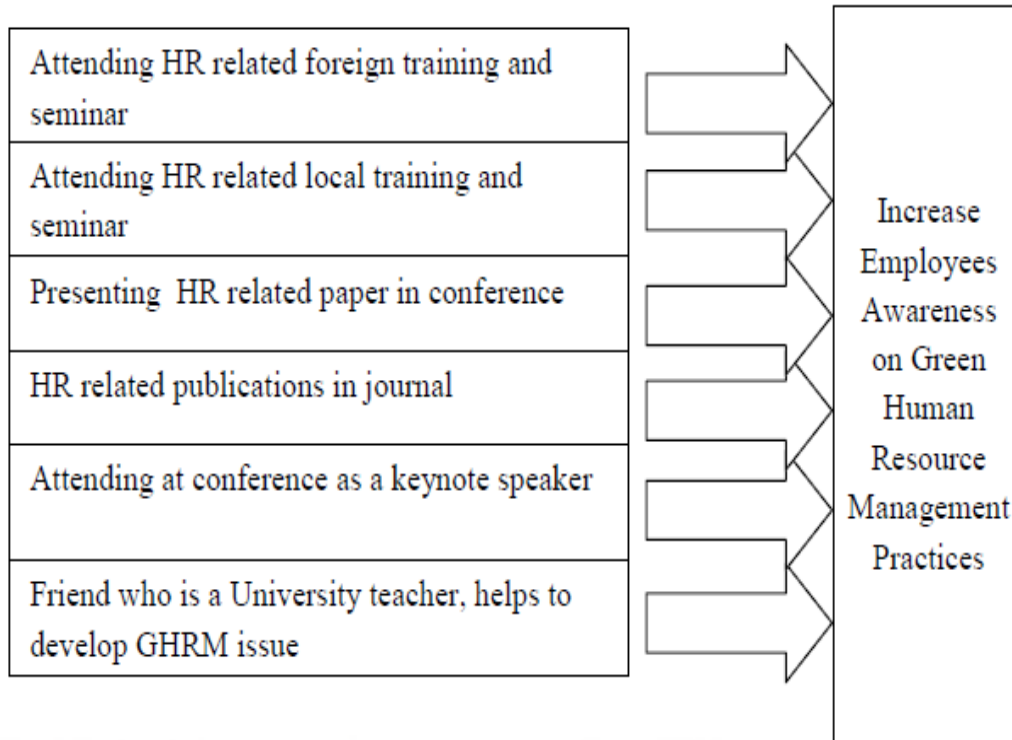 Attending HR related foreign training and
seminar
Attending HR related local training and
seminar
Presenting HR related paper in conference
HR related publications in journal
Attending at conference as a keynote speaker
Friend who is a University teacher, helps to
develop GHRM issue
Increase
Employees
Awareness
on Green
Human
Resource
Management
Practices